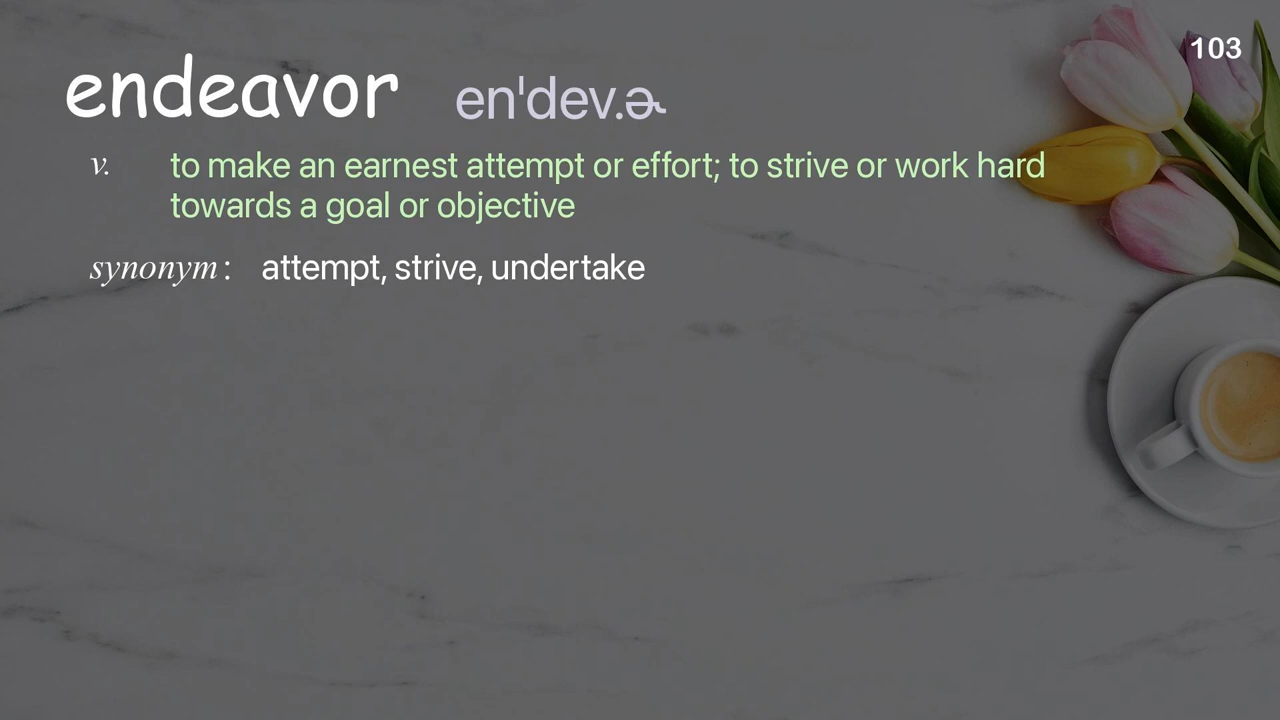 103
endeavor en'dev.ɚ
v. to make an earnest attempt or effort; to strive or work hard
towards a goal or objective
synonym : attempt, strive, undertake